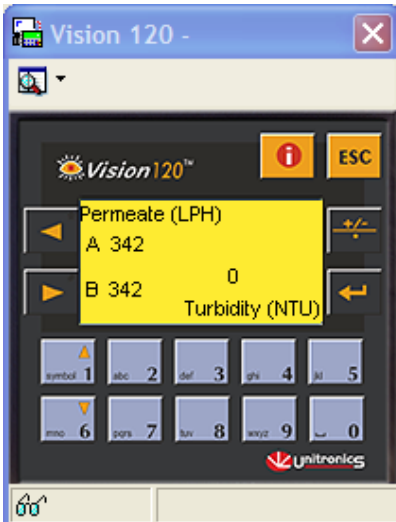 Vision 120 -
i ESC
Vision120™
+/-
Permeate (LPH)
A 342
B 342
0
Turbidity (NTU)
symbol 1 abc 2 def 3 ghi 4 jkl 5
mno 6 pqrs 7 tuv 8 wxyz 9 0
Unitronics